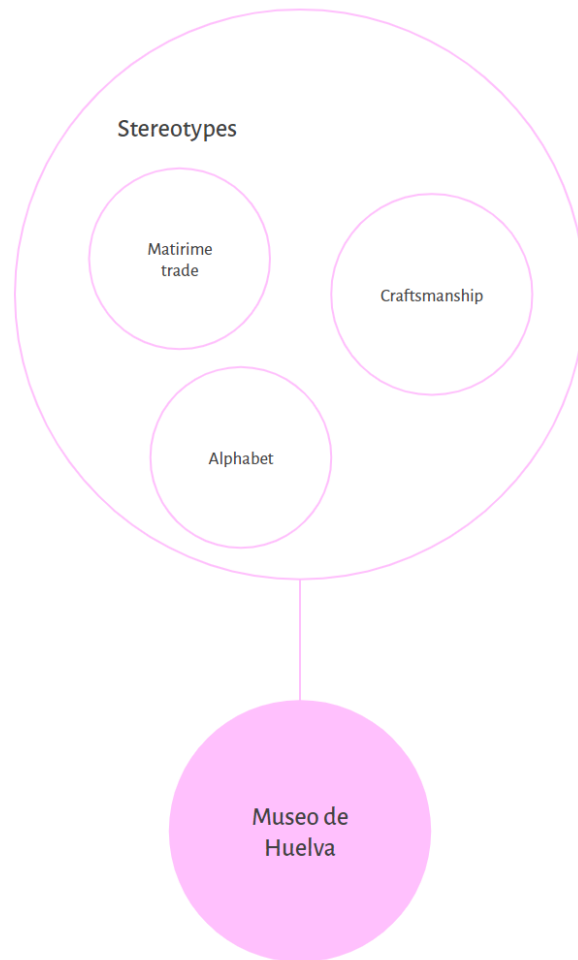 Stereotypes
Matirime
trade
Craftsmanship
Alphabet
Museo de
Huelva